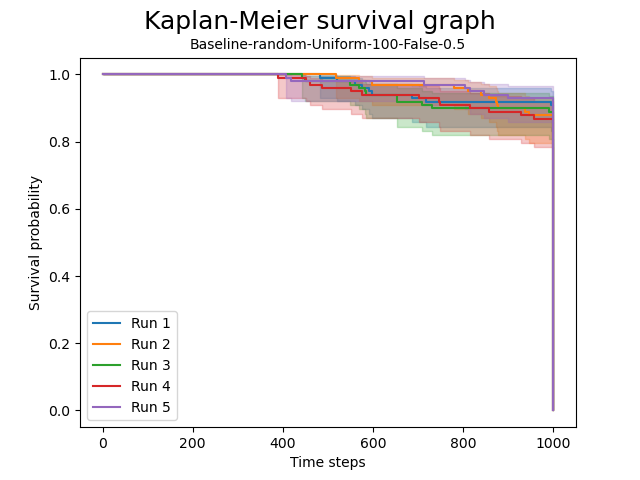 Kaplan-Meier survival graph
Baseline-random-Uniform-100-False-0.5
1.0
0.8
0.6
0.4
0.2
0.0
Survival probability
Run 1
Run 2
Run 3
Run 4
Run 5
0 200 400 600 800 1000
Time steps